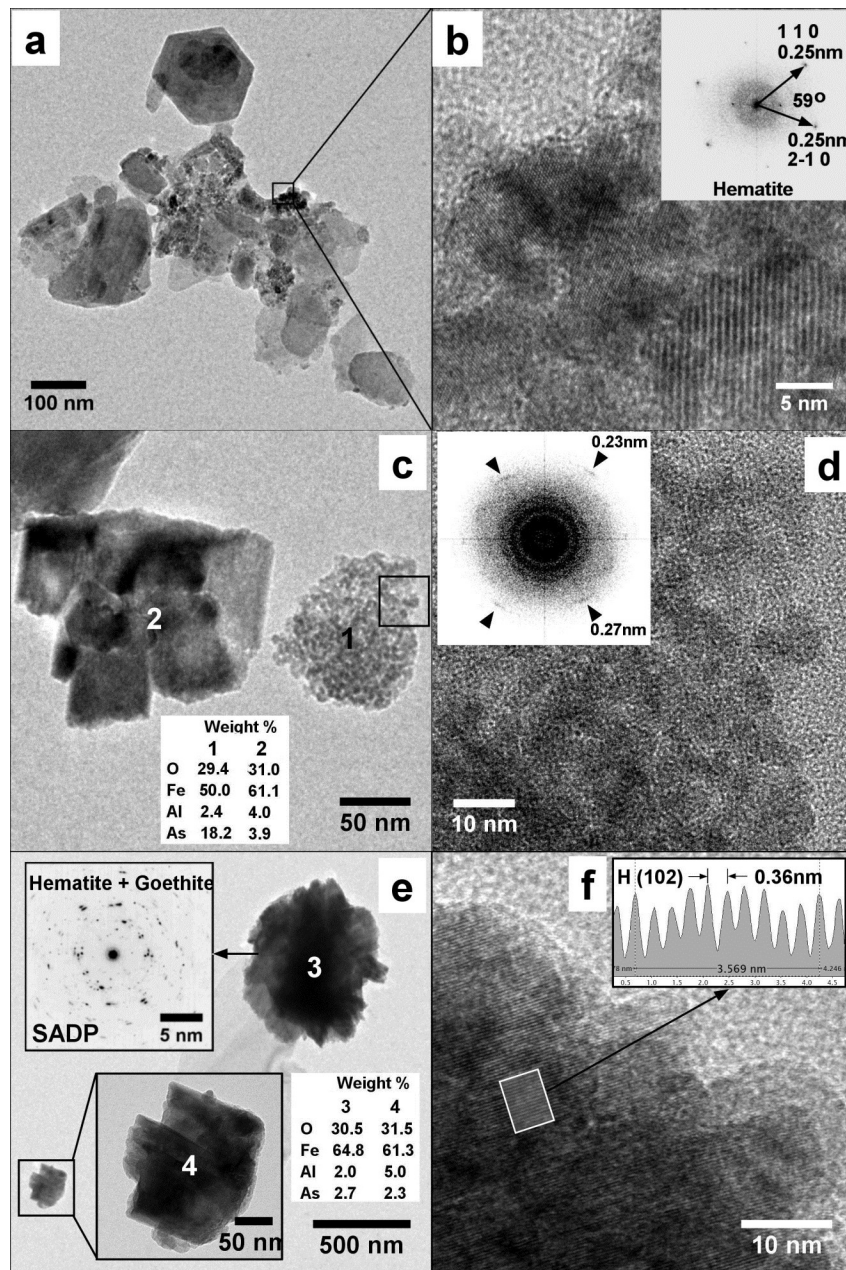 a
100 nm
b
1 1 0
0.25nm
59°
0.25nm
2-1 0
Hematite
5 nm
c
2
1
Weight %
1 2
O 29.4 31.0
Fe 50.0 61.1
Al 2.4 4.0
As 18.2 3.9
50 nm
d
0.23nm
0.27nm
10 nm
e
Hematite + Goethite
SADP
5 nm
3
4
50 nm
Weight %
3 4
O 30.5 31.5
Fe 64.8 61.3
Al 2.0 5.0
As 2.7 2.3
500 nm
f
H (102) 0.36nm
8 nm 3.569 nm 4.246
0.5 1.0 1.5 2.0 2.5 3.0 3.5 4.0 4.5
10 nm